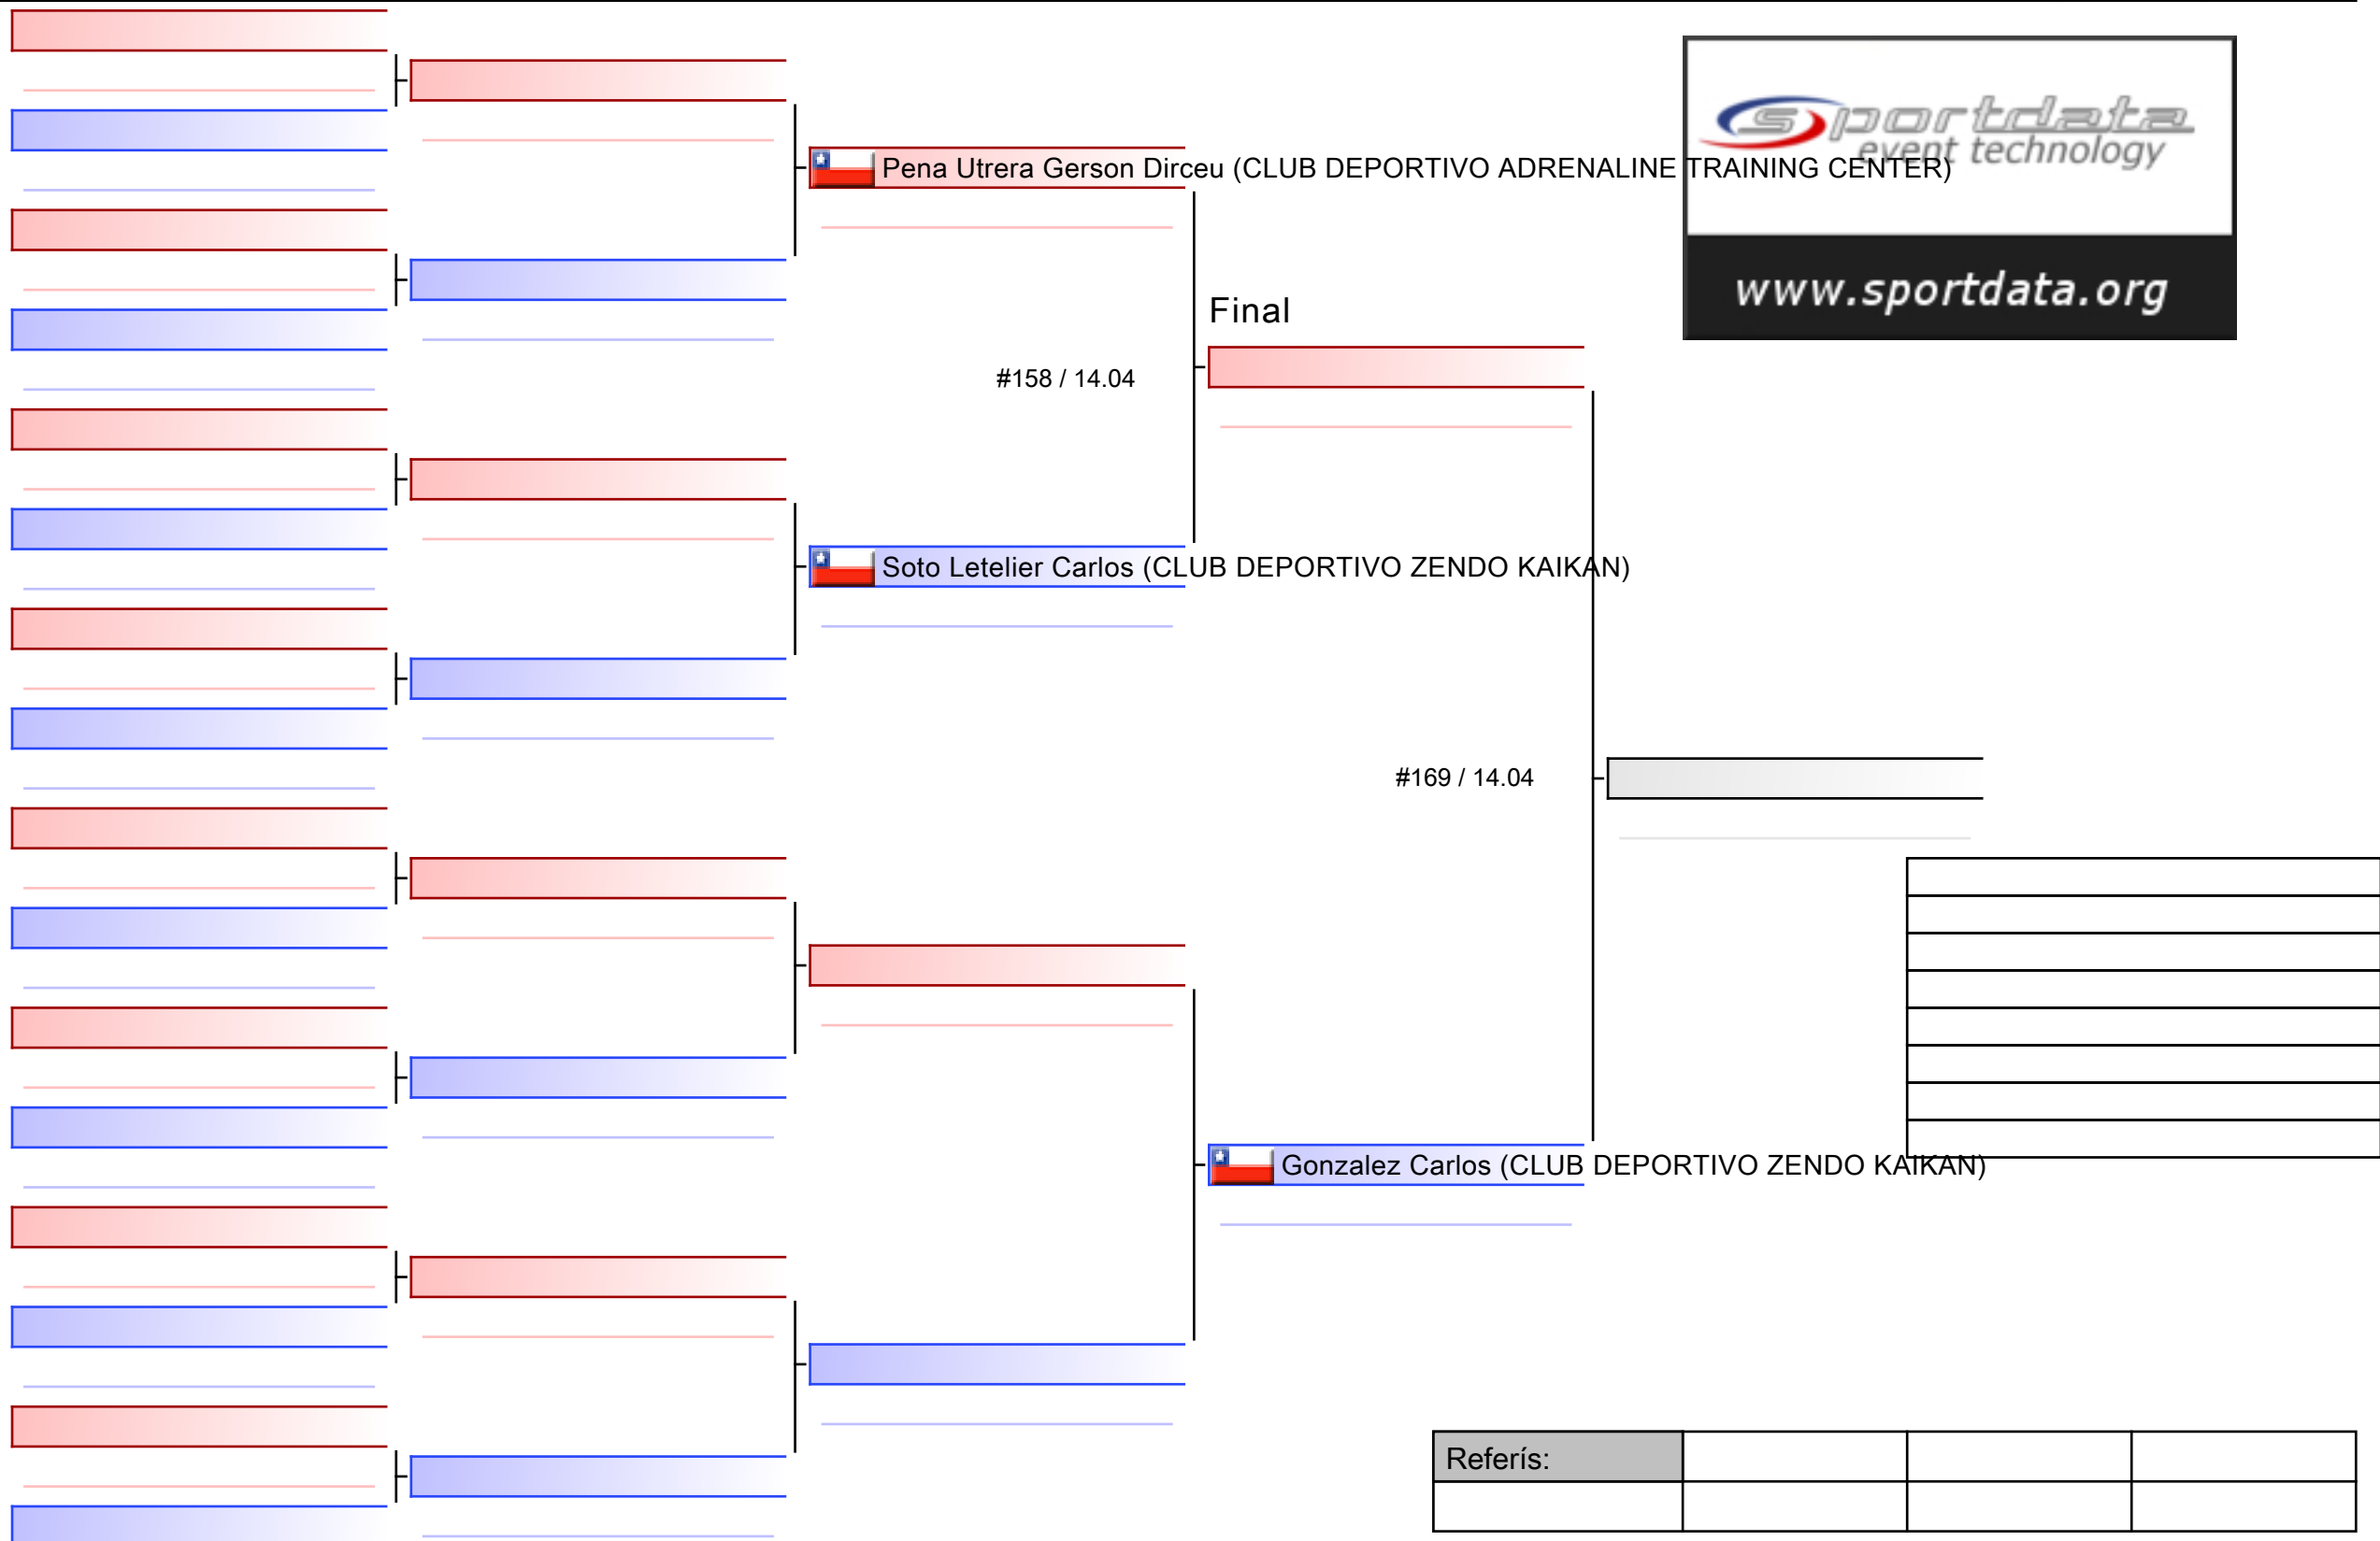 sportdata
event technology
www.sportdata.org
Pena Utrera Gerson Dirceu (CLUB DEPORTIVO ADRENALINE TRAINING CENTER)
Final
#158 / 14.04
Soto Letelier Carlos (CLUB DEPORTIVO ZENDO KAIKAN)
#169 / 14.04
Gonzalez Carlos (CLUB DEPORTIVO ZENDO KAIKAN)
Referís: